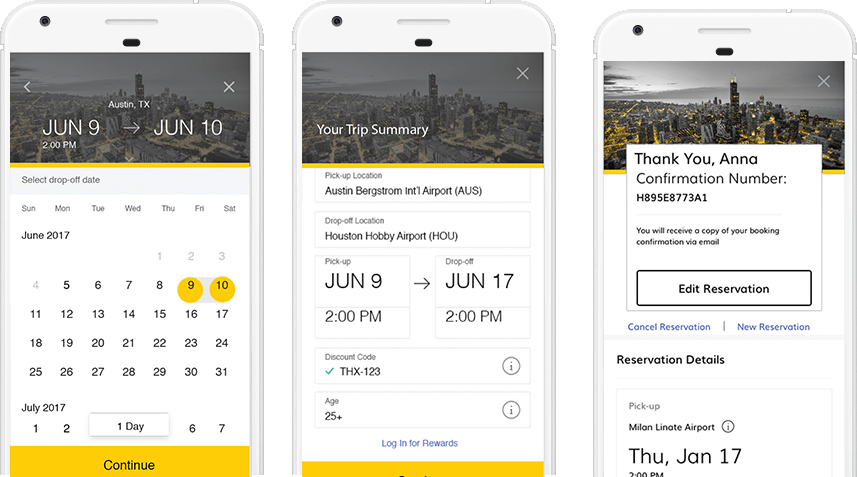 Austin, TX
JUN 9 → JUN 10
2:00 PM
Select drop-off date
Sun Mon Tue Wed Thu Fri Sat
June 2017
1 2 3
4 5 6 7 8 9 10
11 12 13 14 15 16 17
18 19 20 21 22 23 24
25 26 27 28 29 30 31
July 2017
1 2 1 Day 6 7
Continue
Your Trip Summary
Pick-up Location
Austin Bergstrom Int'l Airport (AUS)
Drop-off Location
Houston Hobby Airport (HOU)
Pick-up Drop-off
JUN 9 → JUN 17
2:00 PM 2:00 PM
Discount Code
✓ THX-123
Age
25+
Log In for Rewards
Thank You, Anna
Confirmation Number:
H895E8773A1
You will receive a copy of your booking
confirmation via email
Edit Reservation
Cancel Reservation | New Reservation
Reservation Details
Pick-up
Milan Linate Airport
Thu, Jan 17
2:00 PM